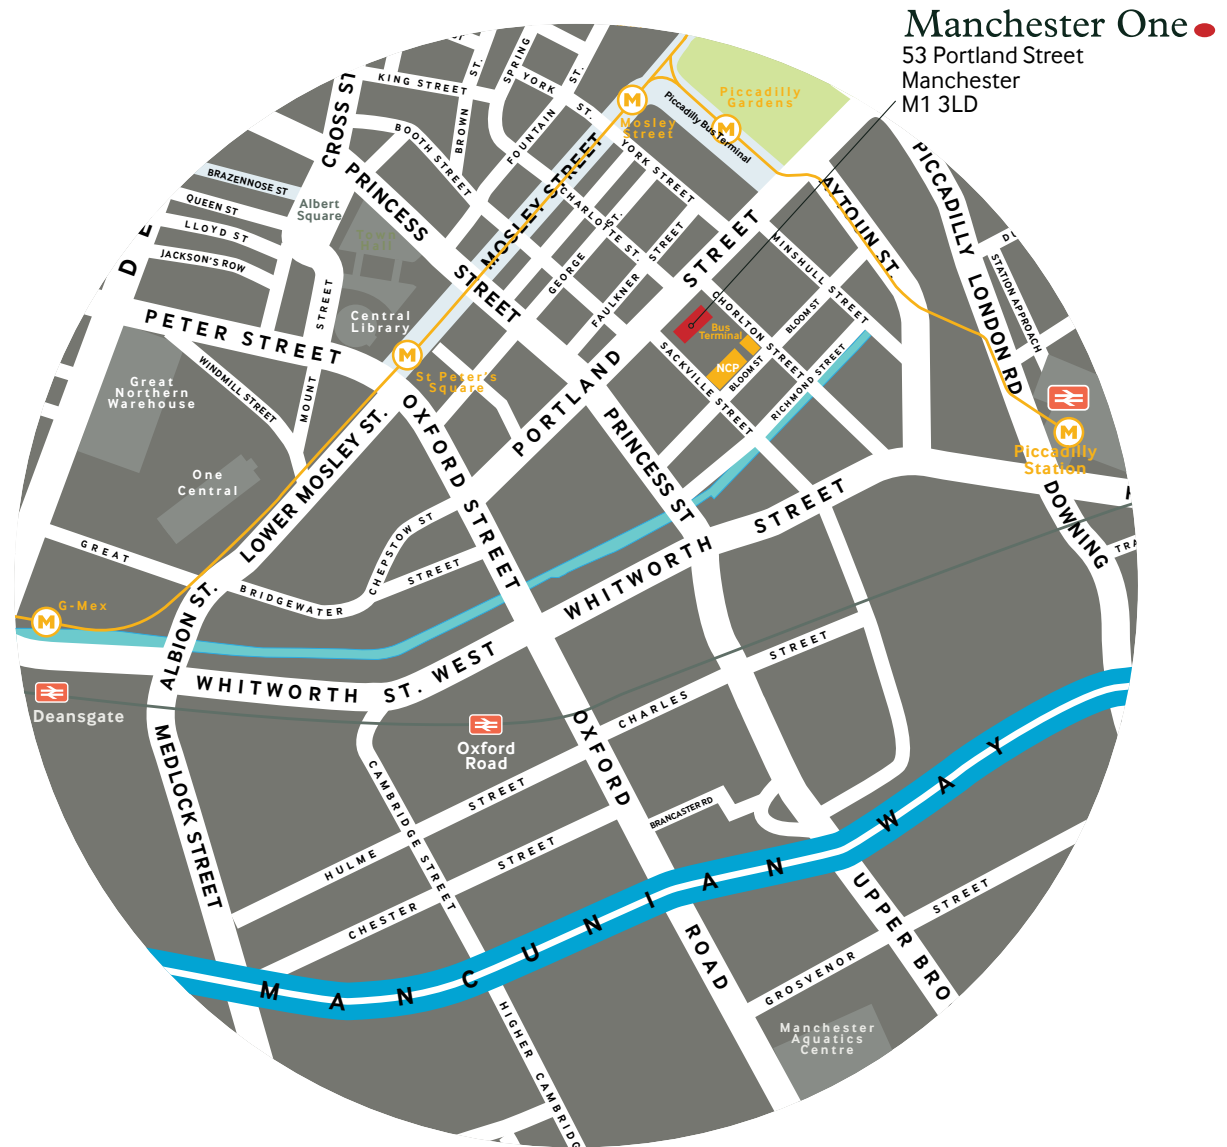 Manchester One
53 Portland Street
Manchester
M1 3LD
Piccadilly
Gardens
Piccadilly Bus Terminal
Mosley
Street
KING STREET
CROSS ST
BROWN ST.
SPRING
YORK ST.
FOUNTAIN ST.
BOOTH STREET
MOSLEY STREET
YORK STREET
PICCADILLY
AYTOUN ST.
BRAZENNOSE ST
QUEEN ST
LLOYD ST
JACKSON'S ROW
Albert
Square
PRINCESS STREET
Town
Hall
CHARLOTTE ST.
GEORGE ST.
FAULKNER STREET
PORTLAND STREET
MINSHULL STREET
LONDON RD
STATION APPROACH
Central
Library
PETER STREET
MOUNT STREET
WINDMILL STREET
Great
Northern
Warehouse
St Peter's
Square
CHORLTON STREET
Bus
Terminal
NCP
BLOOM ST
BLOOM ST
SACKVILLE STREET
RICHMOND STREET
PRINCESS ST
OXFORD STREET
LOWER MOSLEY ST.
One
Central
Piccadilly
Station
DOWNING
CHEPSTOW ST
GREAT BRIDGEWATER STREET
G-Mex
ALBION ST.
WHITWORTH STREET
WHITWORTH ST. WEST
Deansgate
Oxford
Road
CHARLES STREET
MEDLOCK STREET
CAMBRIDGE STREET
HULME STREET
CHESTER STREET
OXFORD ROAD
BRANCASTER RD
MANCUNIAN WAY
UPPER BRO
GROSVENOR STREET
Manchester
Aquatics
Centre
HIGHER CAMBRIDG